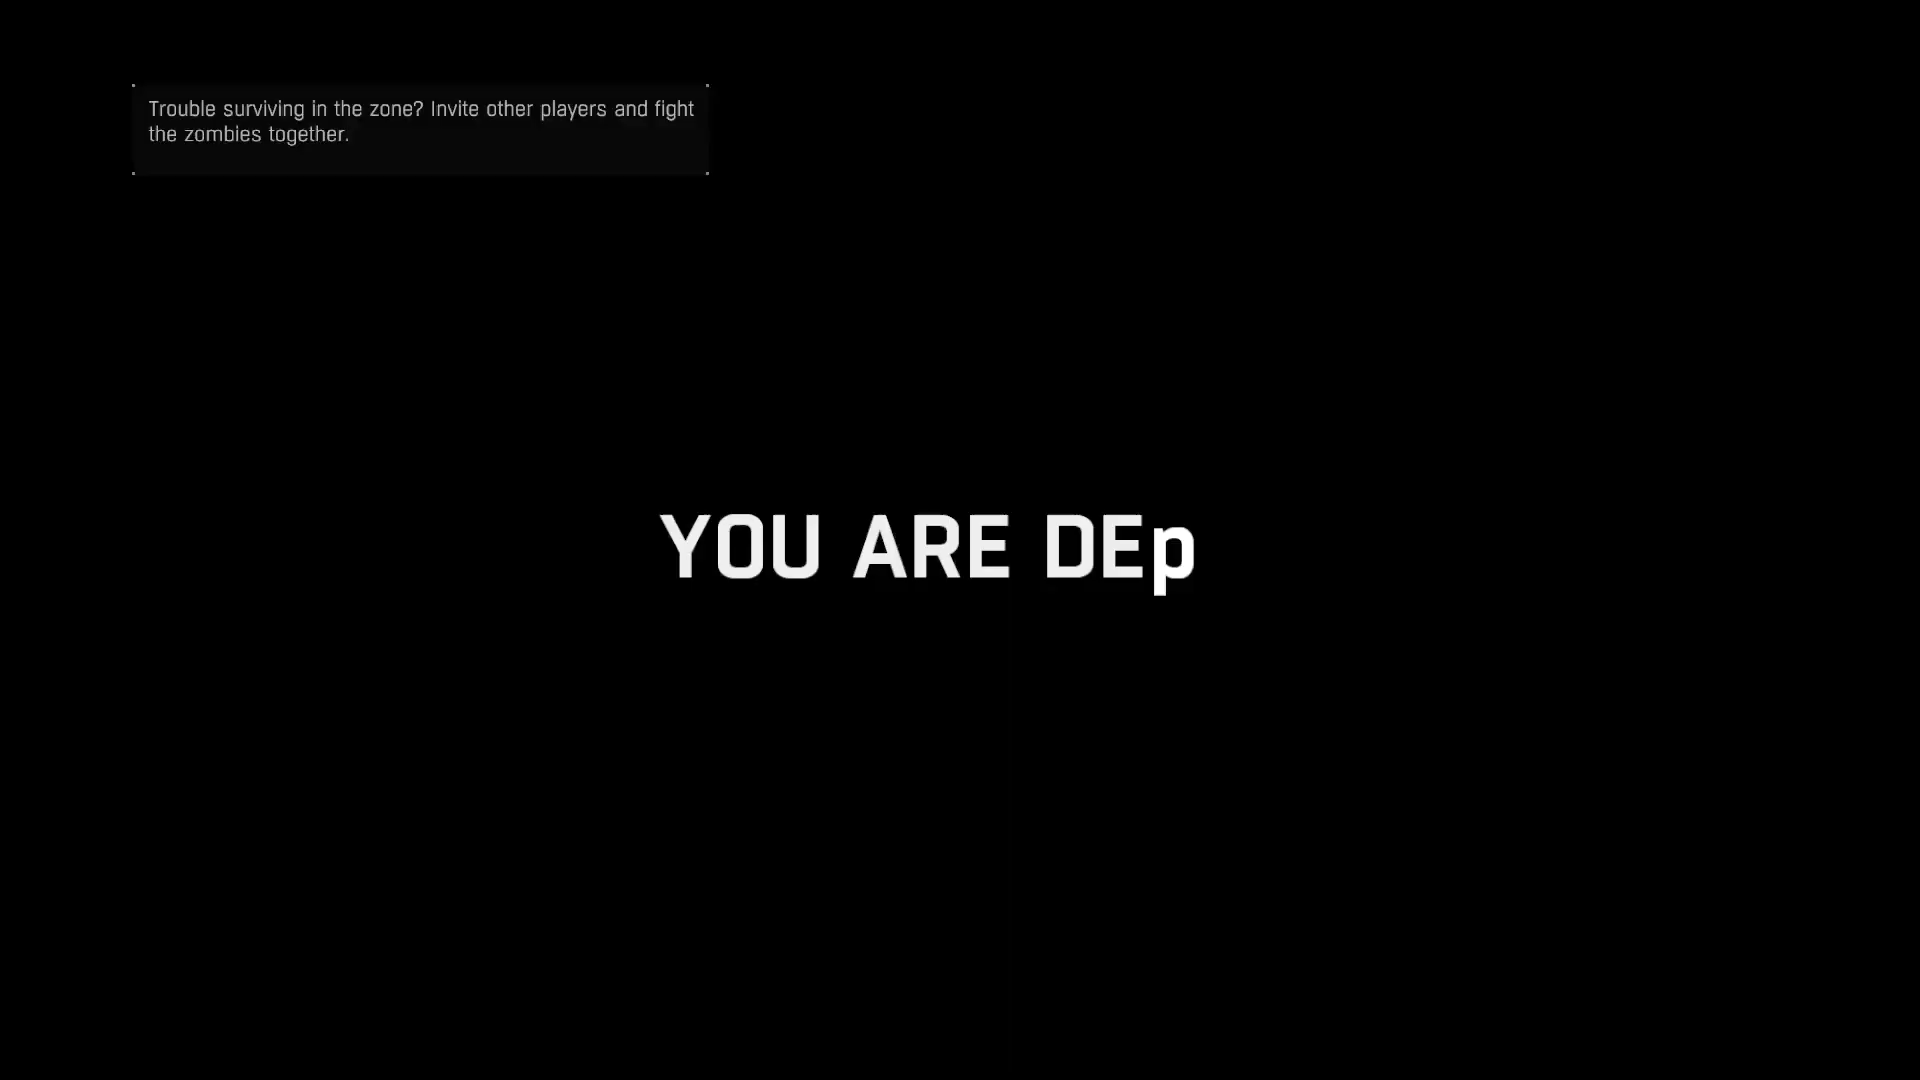 Trouble surviving in the zone? Invite other players and fight
the zombies together.
YOU ARE DEp